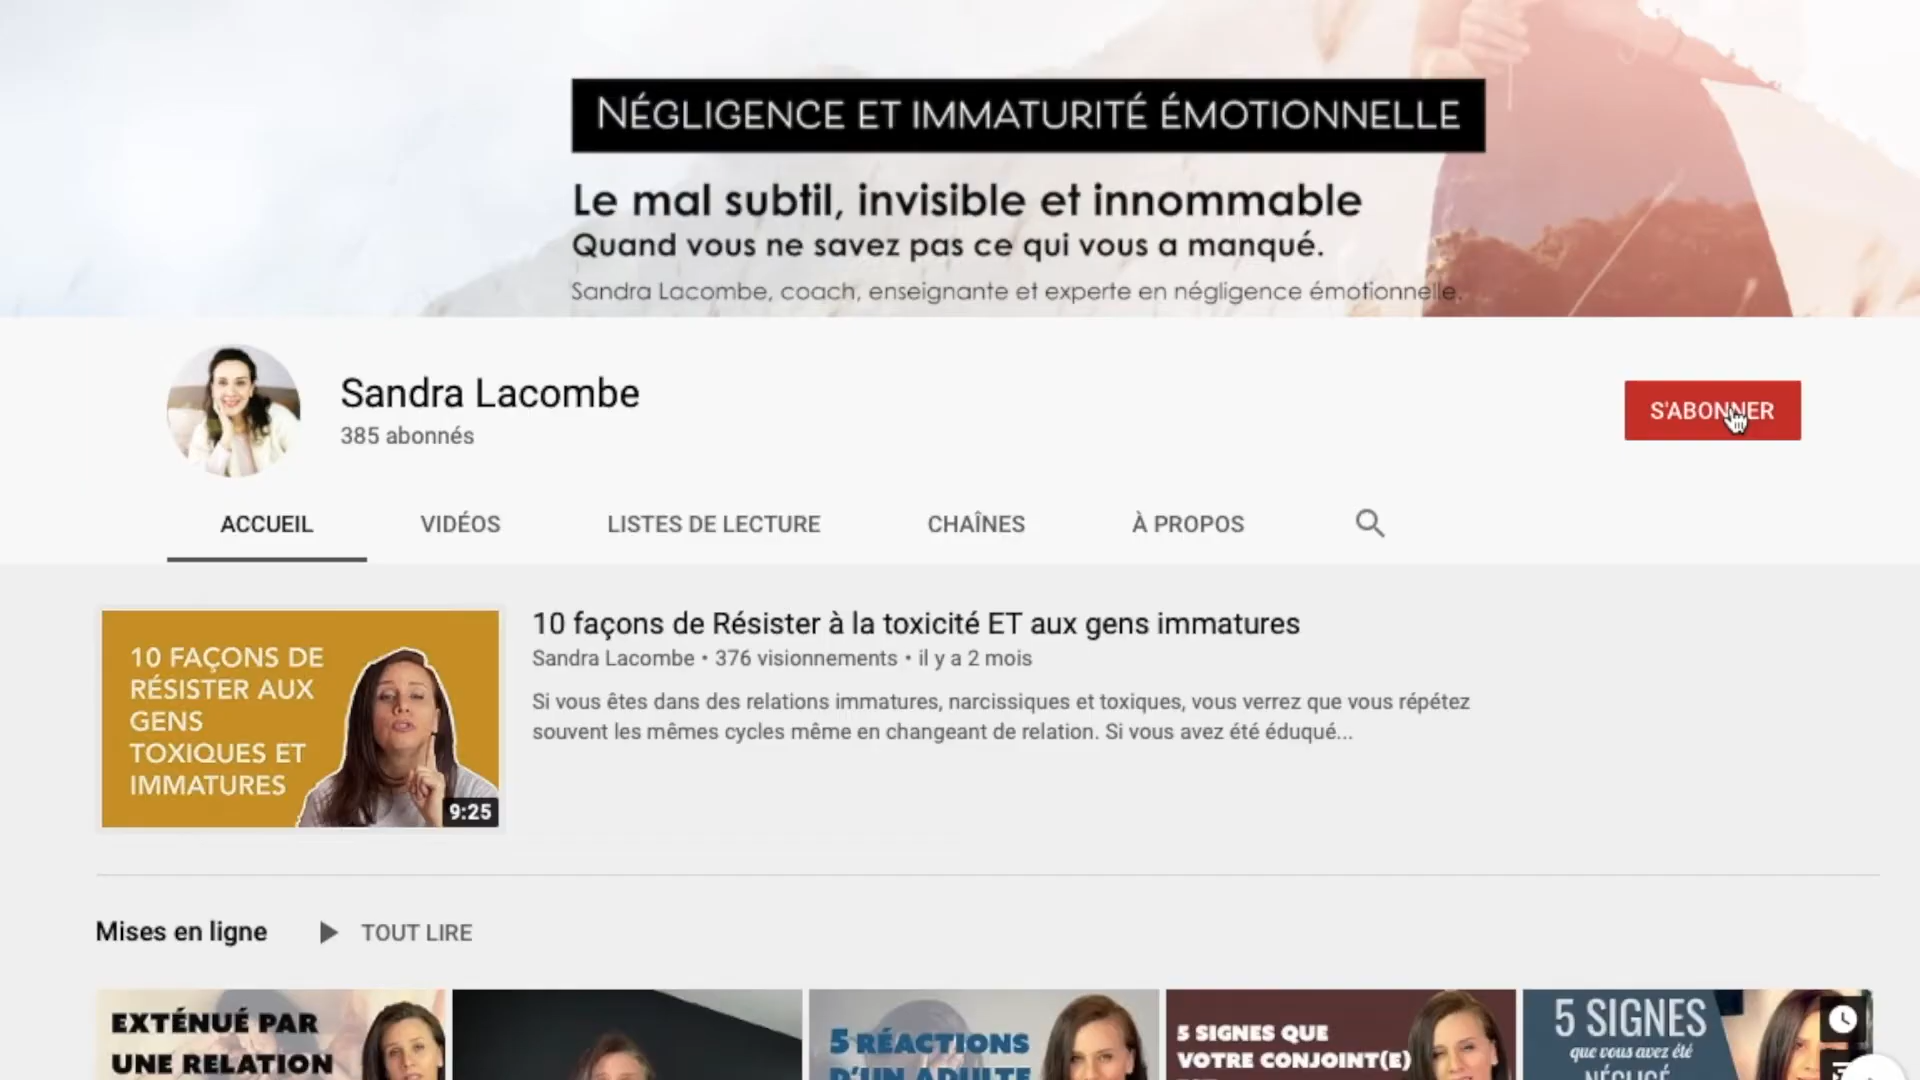 NÉGLIGENCE ET IMMATURITÉ ÉMOTIONNELLE
Le mal subtil, invisible et innommable
Quand vous ne savez pas ce qui vous a manqué.
Sandra Lacombe, coach, enseignante et experte en négligence émotionnelle.
Sandra Lacombe
385 abonnés
S'ABONNER
ACCUEIL VIDÉOS LISTES DE LECTURE CHAÎNES À PROPOS
10 FAÇONS DE
RÉSISTER AUX
GENS
TOXIQUES ET
IMMATURES
9:25
10 façons de Résister à la toxicité ET aux gens immatures
Sandra Lacombe • 376 visionnements • il y a 2 mois
Si vous êtes dans des relations immatures, narcissiques et toxiques, vous verrez que vous répétez
souvent les mêmes cycles même en changeant de relation. Si vous avez été éduqué...
Mises en ligne TOUT LIRE
EXTÉNUÉ PAR
UNE RELATION
5 RÉACTIONS
D'UN ADULTE
5 SIGNES QUE
VOTRE CONJOINT(E)
5 SIGNES
que vous avez été
NÉGLIGÉ